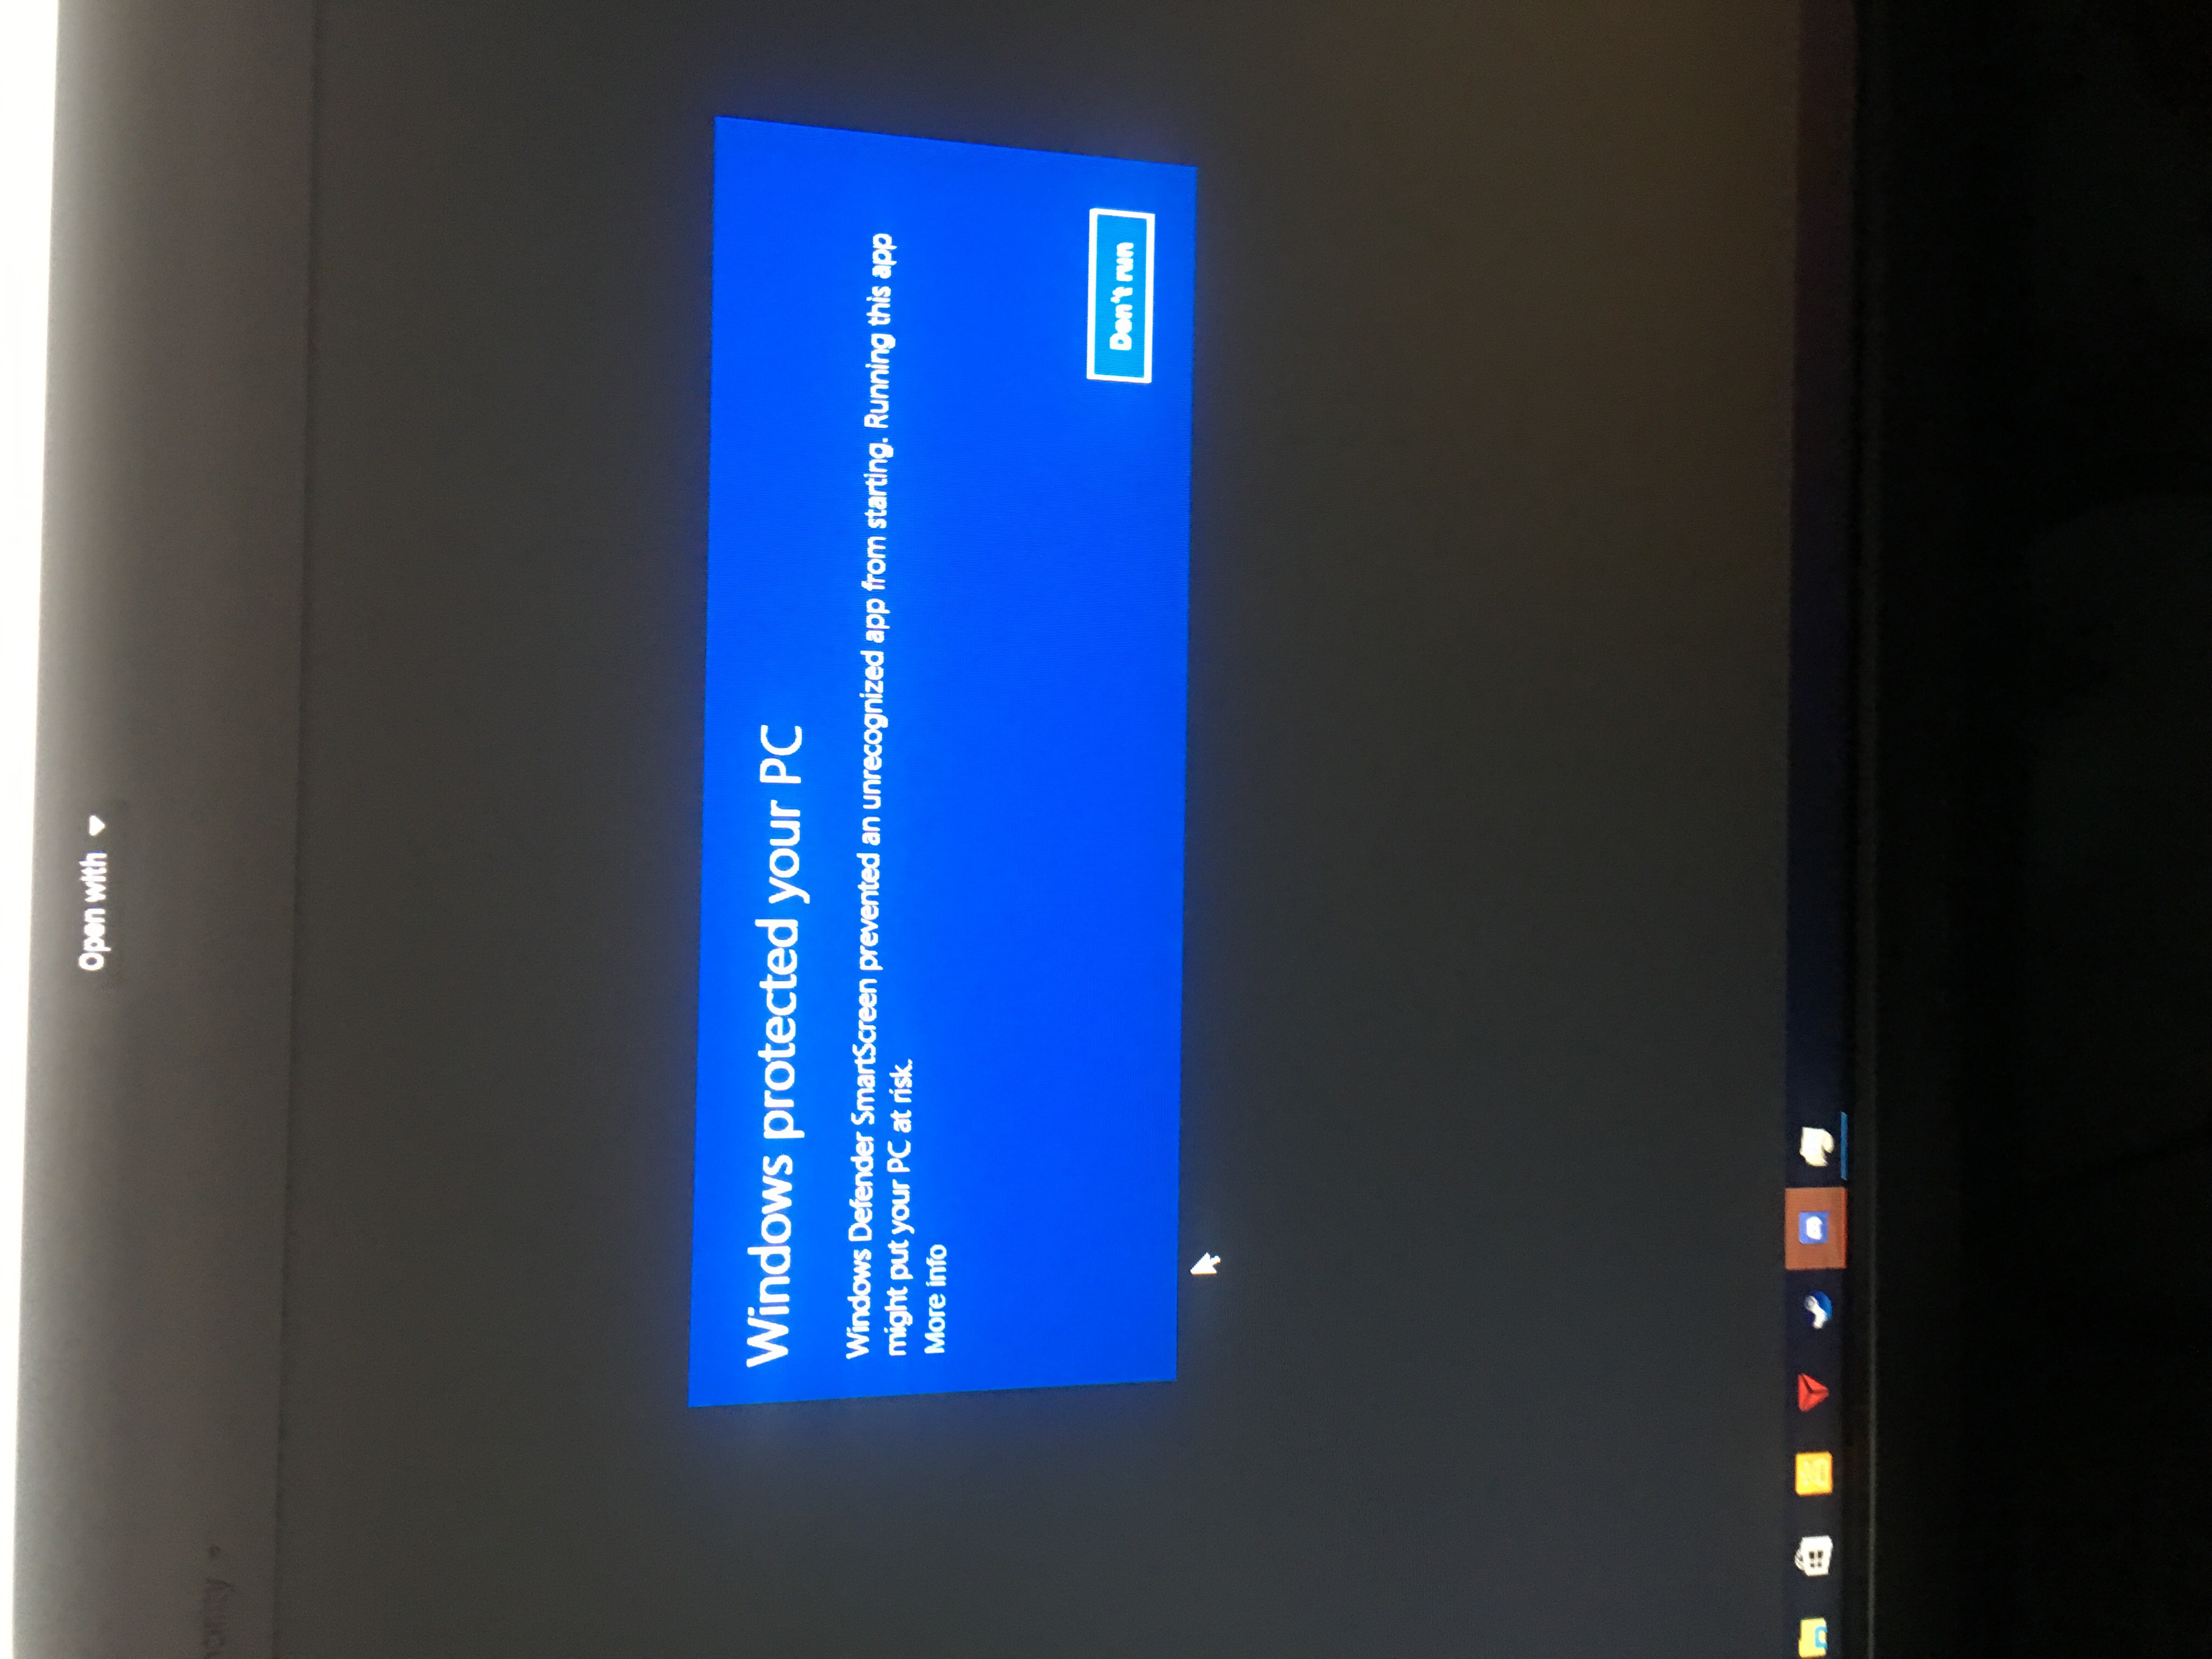 Open with
Windows protected your PC
Windows Defender SmartScreen prevented an unrecognized app from starting. Running this app
might put your PC at risk.
More info
Don't run